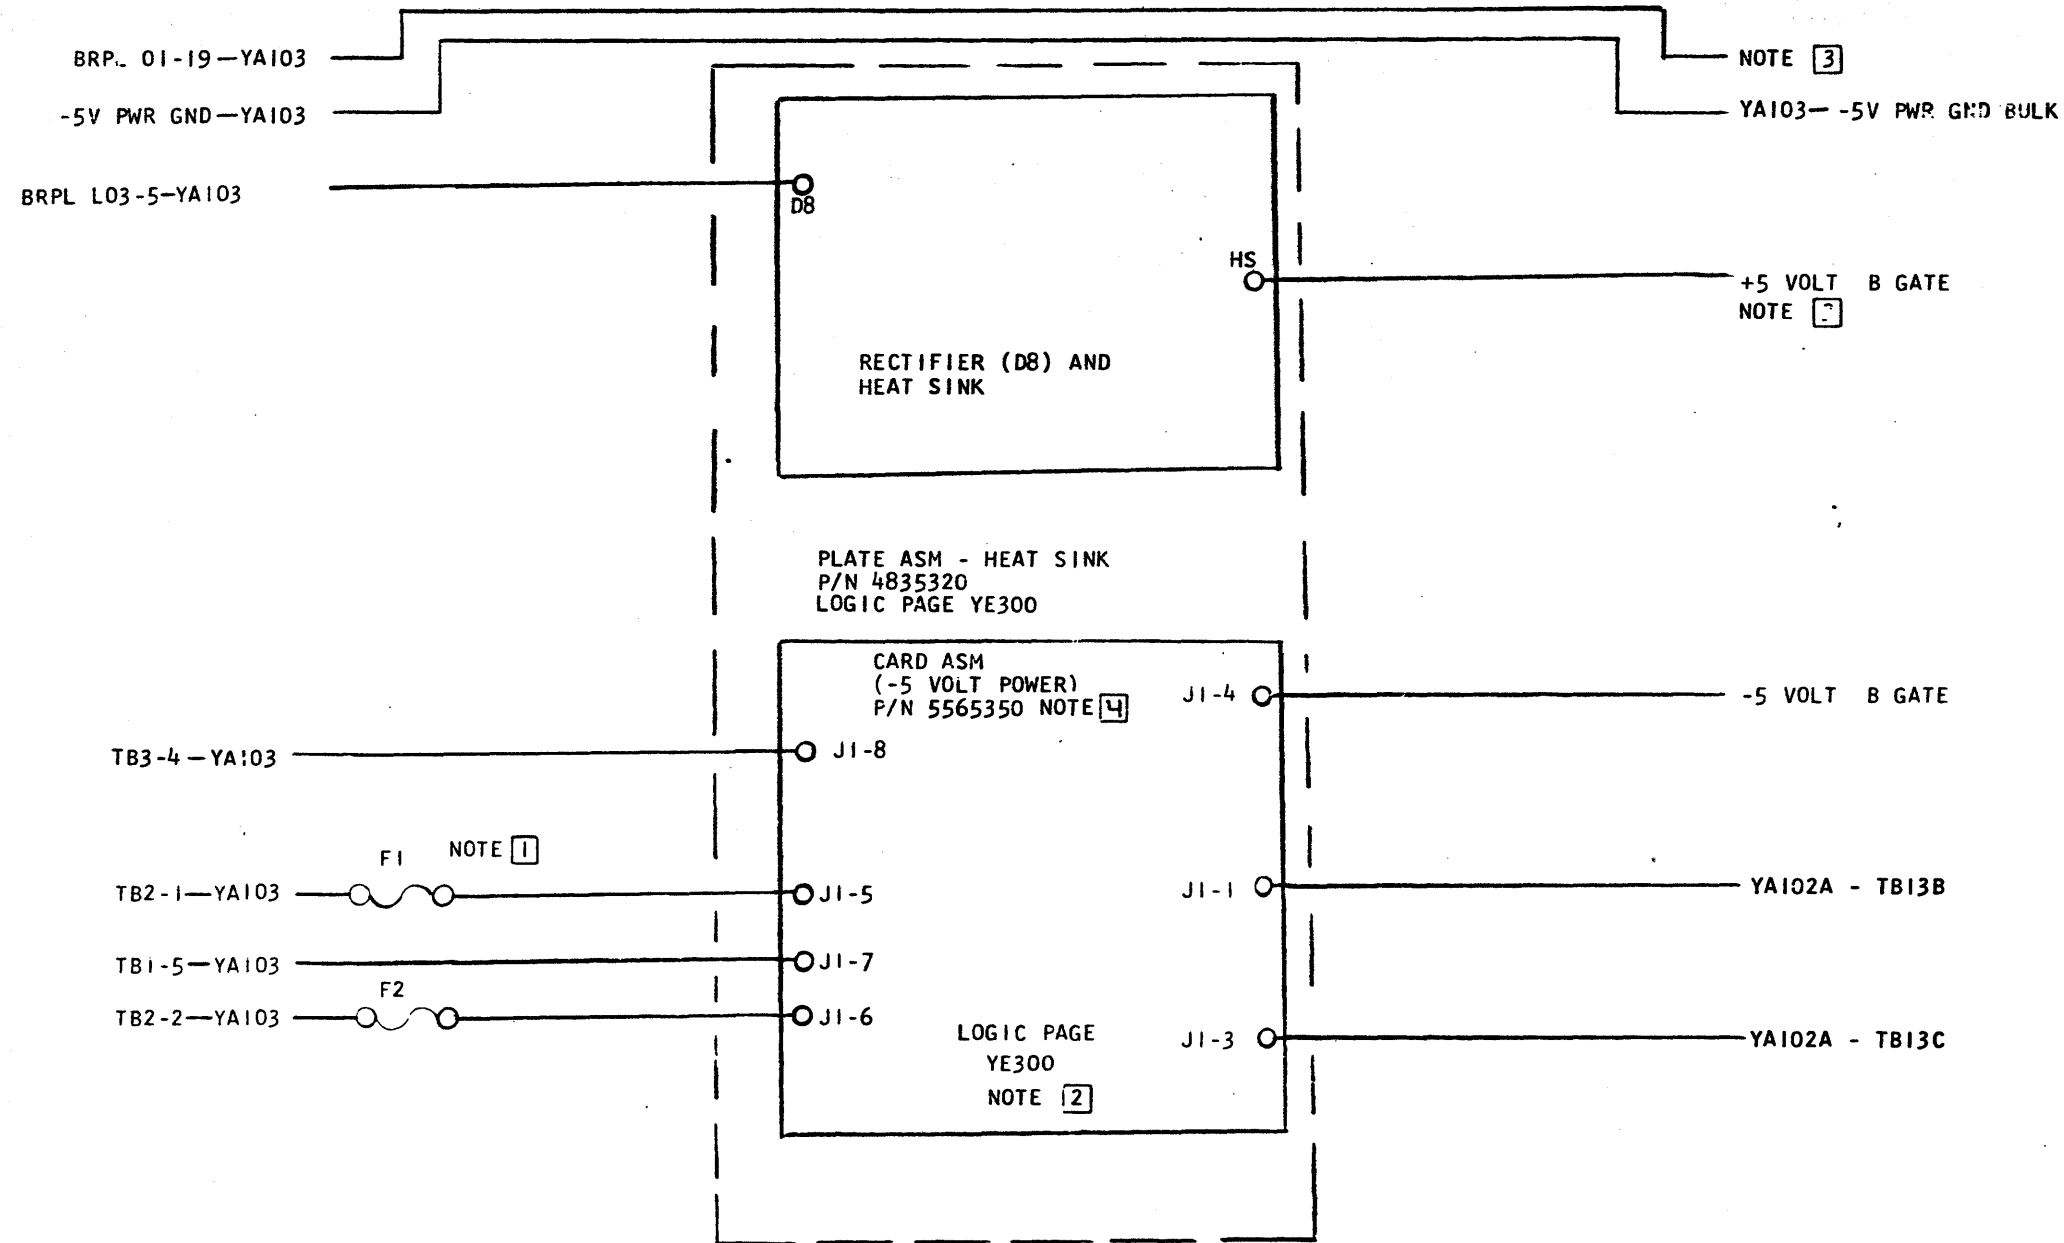 BRPL 01-19—YA103
NOTE 3
-5V PWR GND—YA103
YA103— -5V PWR GND BULK
BRPL L03-5—YA103
D8
HS
+5 VOLT B GATE
NOTE
RECTIFIER (D8) AND
HEAT SINK
PLATE ASM - HEAT SINK
P/N 4835320
LOGIC PAGE YE300
CARD ASM
(-5 VOLT POWER)
P/N 5565350 NOTE 4
J1-4
-5 VOLT B GATE
TB3-4—YA103
J1-8
F1
NOTE 1
TB2-1—YA103
J1-5
J1-1
YA102A - TB13B
TB1-5—YA103
J1-7
F2
TB2-2—YA103
J1-6
LOGIC PAGE
YE300
NOTE 2
J1-3
YA102A - TB13C